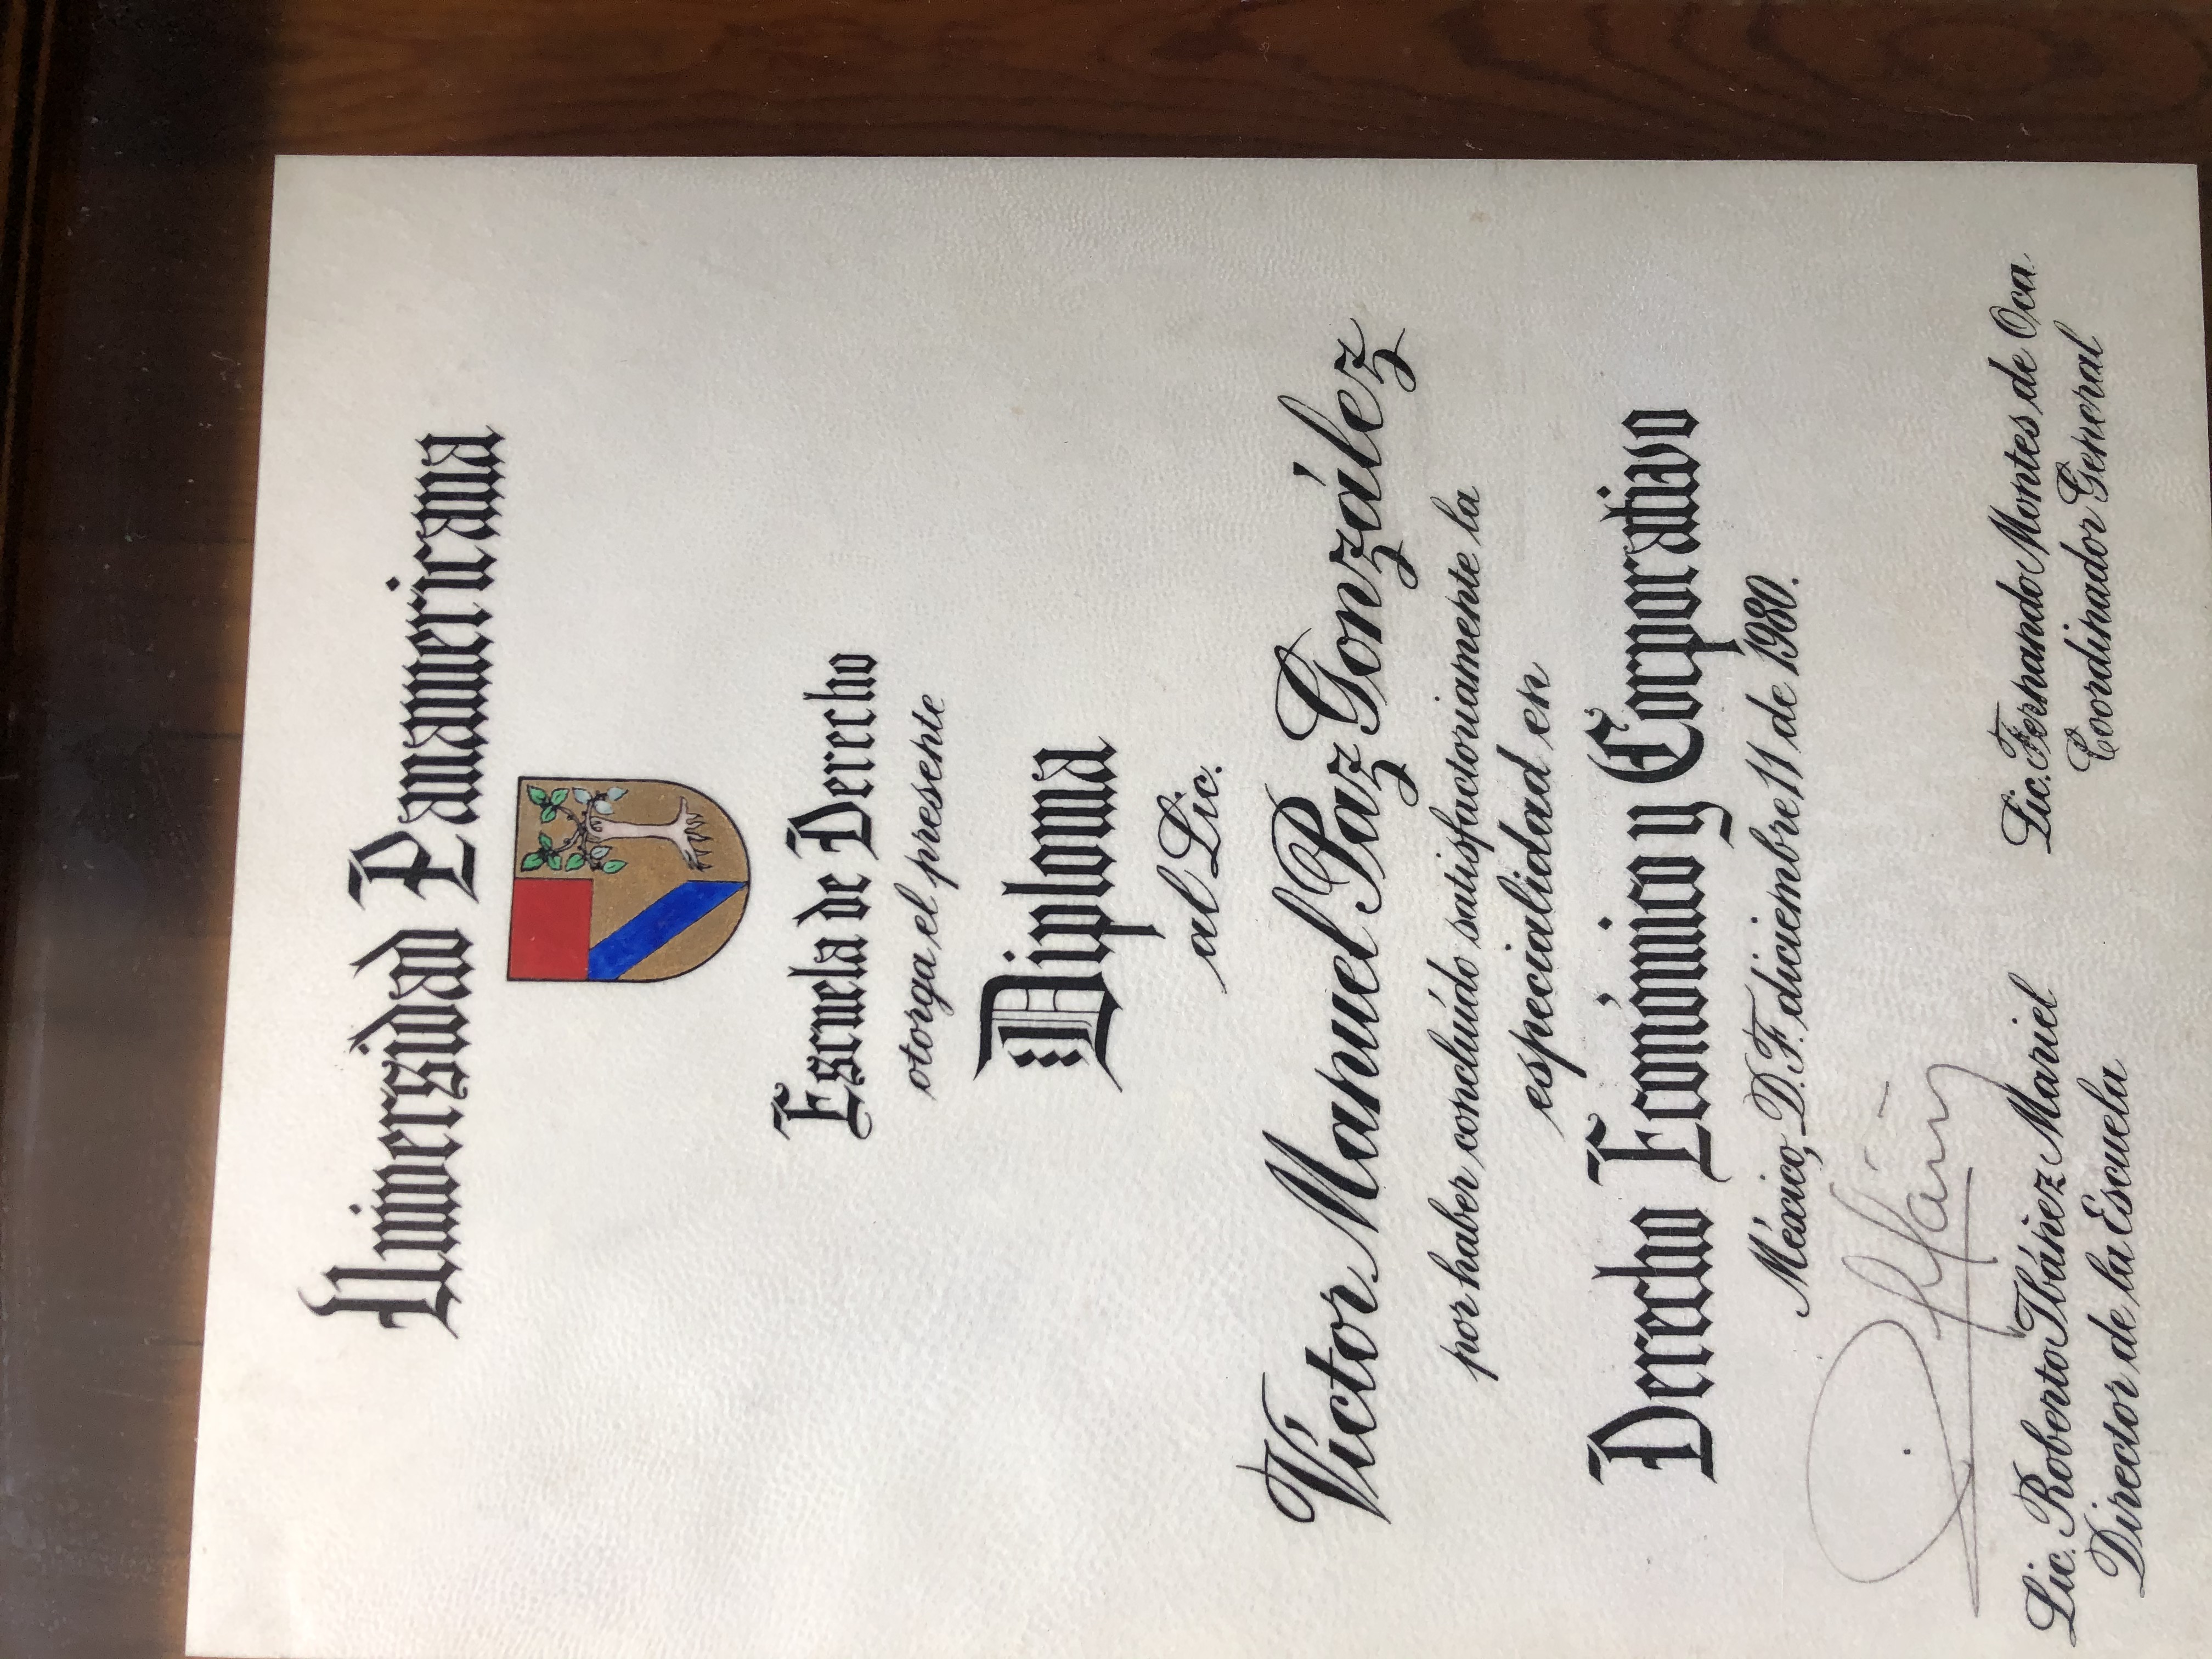 Universidad Panamericana
Escuela de Derecho
otorga el presente
Diploma
al Lic.
Víctor Manuel Paz González
por haber concluído satisfactoriamente la
especialidad en
Derecho Económico y Corporativo
México, D.F. diciembre 11 de 1980.
Lic. Roberto Ibáñez Mariel
Director de la Escuela
Lic. Fernando Montes de Oca
Coordinador General